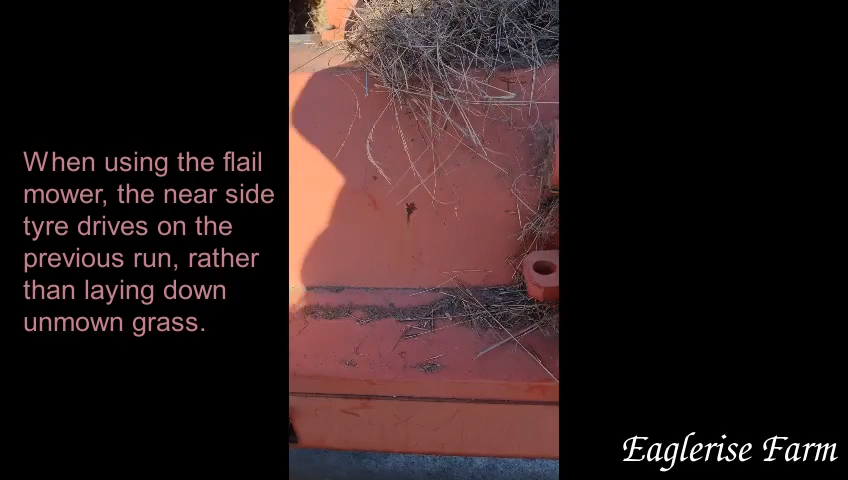 When using the flail
mower, the near side
tyre drives on the
previous run, rather
than laying down
unmown grass.
Eaglerise Farm